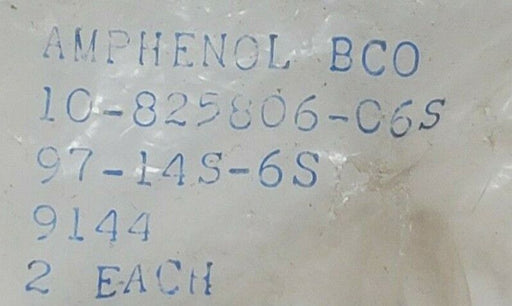 AMPHENOL BCO
10-825806-06S
97-14S-6S
9144
2 EACH